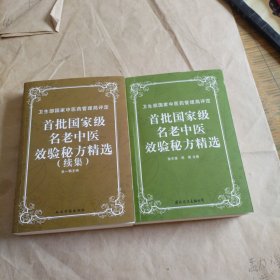 卫生部国家中医药管理局评定
首批国家级
名老中医
效验秘方精选
(续集)
卫生部国家中医药管理局评定
首批国家级
名老中医
效验秘方精选